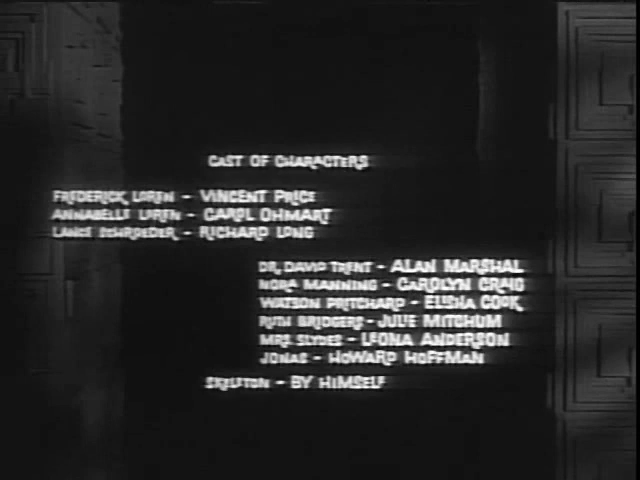 CAST OF CHARACTERS
FREDERICK LOREN - VINCENT PRICE
ANNABELLE LOREN - CAROL OHMART
LANCE SCHROEDER - RICHARD LONG
DR. DAVID TRENT - ALAN MARSHAL
NORA MANNING - CAROLYN CRAIG
WATSON PRITCHARD - ELISHA COOK
RUTH BRIDGERS - JULIE MITCHUM
MRS SLYDES - LEONA ANDERSON
JONAS - HOWARD HOFFMAN
SKELETON - BY HIMSELF